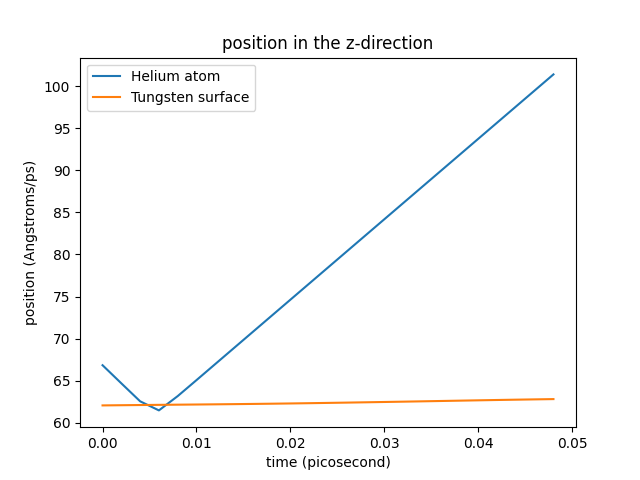 position in the z-direction
Helium atom
Tungsten surface
position (Angstroms/ps)
100
95
90
85
80
75
70
65
60
0.00 0.01 0.02 0.03 0.04 0.05
time (picosecond)